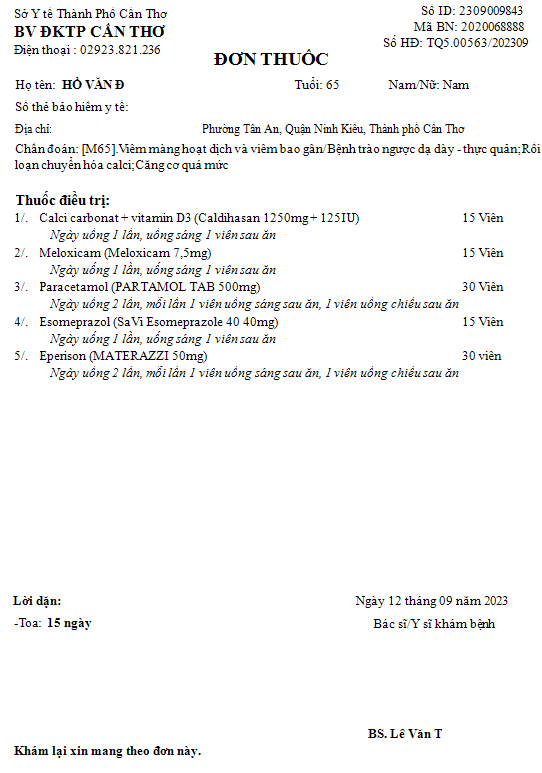 Sở Y tế Thành Phố Cần Thơ
Số ID: 2309009843
BV ĐKTP CẦN THƠ
Mã BN: 2020068888
Điện thoại : 02923.821.236
Số HĐ: TQ5.00563/202309
ĐƠN THUỐC
Họ tên: HỒ VĂN Đ Tuổi: 65 Nam/Nữ: Nam
Số thẻ bảo hiểm y tế:
Địa chỉ: Phường Tân An, Quận Ninh Kiều, Thành phố Cần Thơ
Chẩn đoán: [M65].Viêm màng hoạt dịch và viêm bao gân/Bệnh trào ngược dạ dày - thực quản;Rối
loạn chuyển hóa calci;Căng cơ quá mức
Thuốc điều trị:
1/. Calci carbonat + vitamin D3 (Caldihasan 1250mg + 125IU) 15 Viên
Ngày uống 1 lần, uống sáng 1 viên sau ăn
2/. Meloxicam (Meloxicam 7,5mg) 15 Viên
Ngày uống 1 lần, uống sáng 1 viên sau ăn
3/. Paracetamol (PARTAMOL TAB 500mg) 30 Viên
Ngày uống 2 lần, mỗi lần 1 viên uống sáng sau ăn, 1 viên uống chiều sau ăn
4/. Esomeprazol (SaVi Esomeprazole 40 40mg) 15 Viên
Ngày uống 1 lần, uống sáng 1 viên sau ăn
5/. Eperison (MATERAZZI 50mg) 30 viên
Ngày uống 2 lần, mỗi lần 1 viên uống sáng sau ăn, 1 viên uống chiều sau ăn
Lời dặn:
Ngày 12 tháng 09 năm 2023
-Toa: 15 ngày
Bác sĩ/Y sĩ khám bệnh
BS. Lê Văn T
Khám lại xin mang theo đơn này.